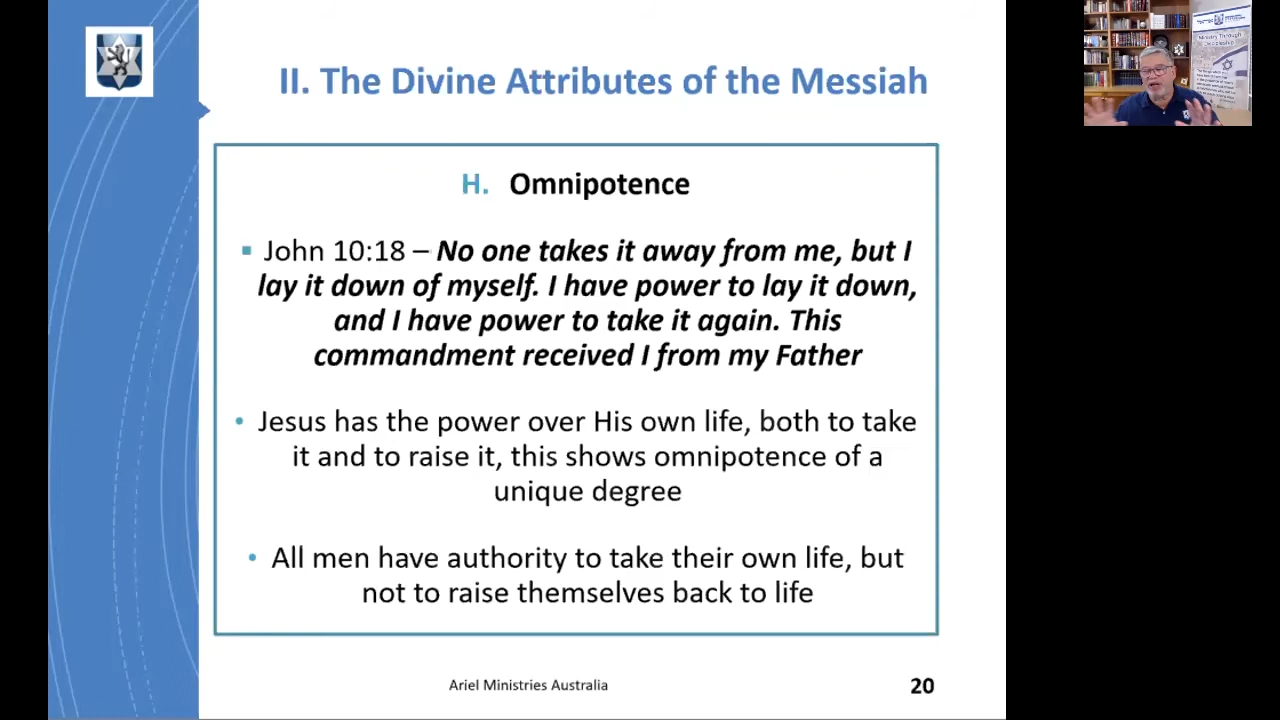 II. The Divine Attributes of the Messiah
H. Omnipotence
▪ John 10:18 – No one takes it away from me, but I
lay it down of myself. I have power to lay it down,
and I have power to take it again. This
commandment received I from my Father
• Jesus has the power over His own life, both to take
it and to raise it, this shows omnipotence of a
unique degree
• All men have authority to take their own life, but
not to raise themselves back to life
Ariel Ministries Australia
20
Ministry Through